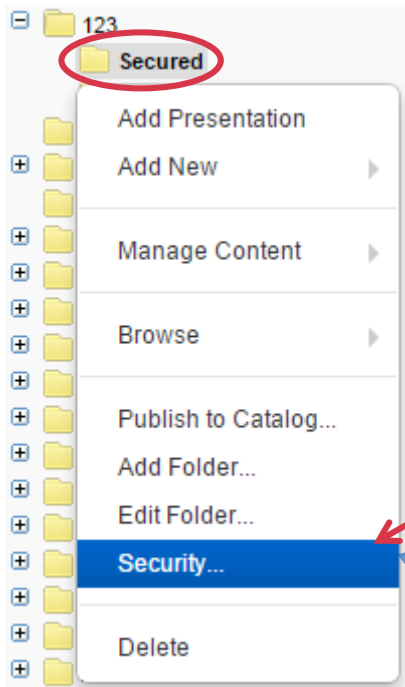 123
Secured
Add Presentation
Add New
Manage Content
Browse
Publish to Catalog...
Add Folder...
Edit Folder...
Security...
Delete